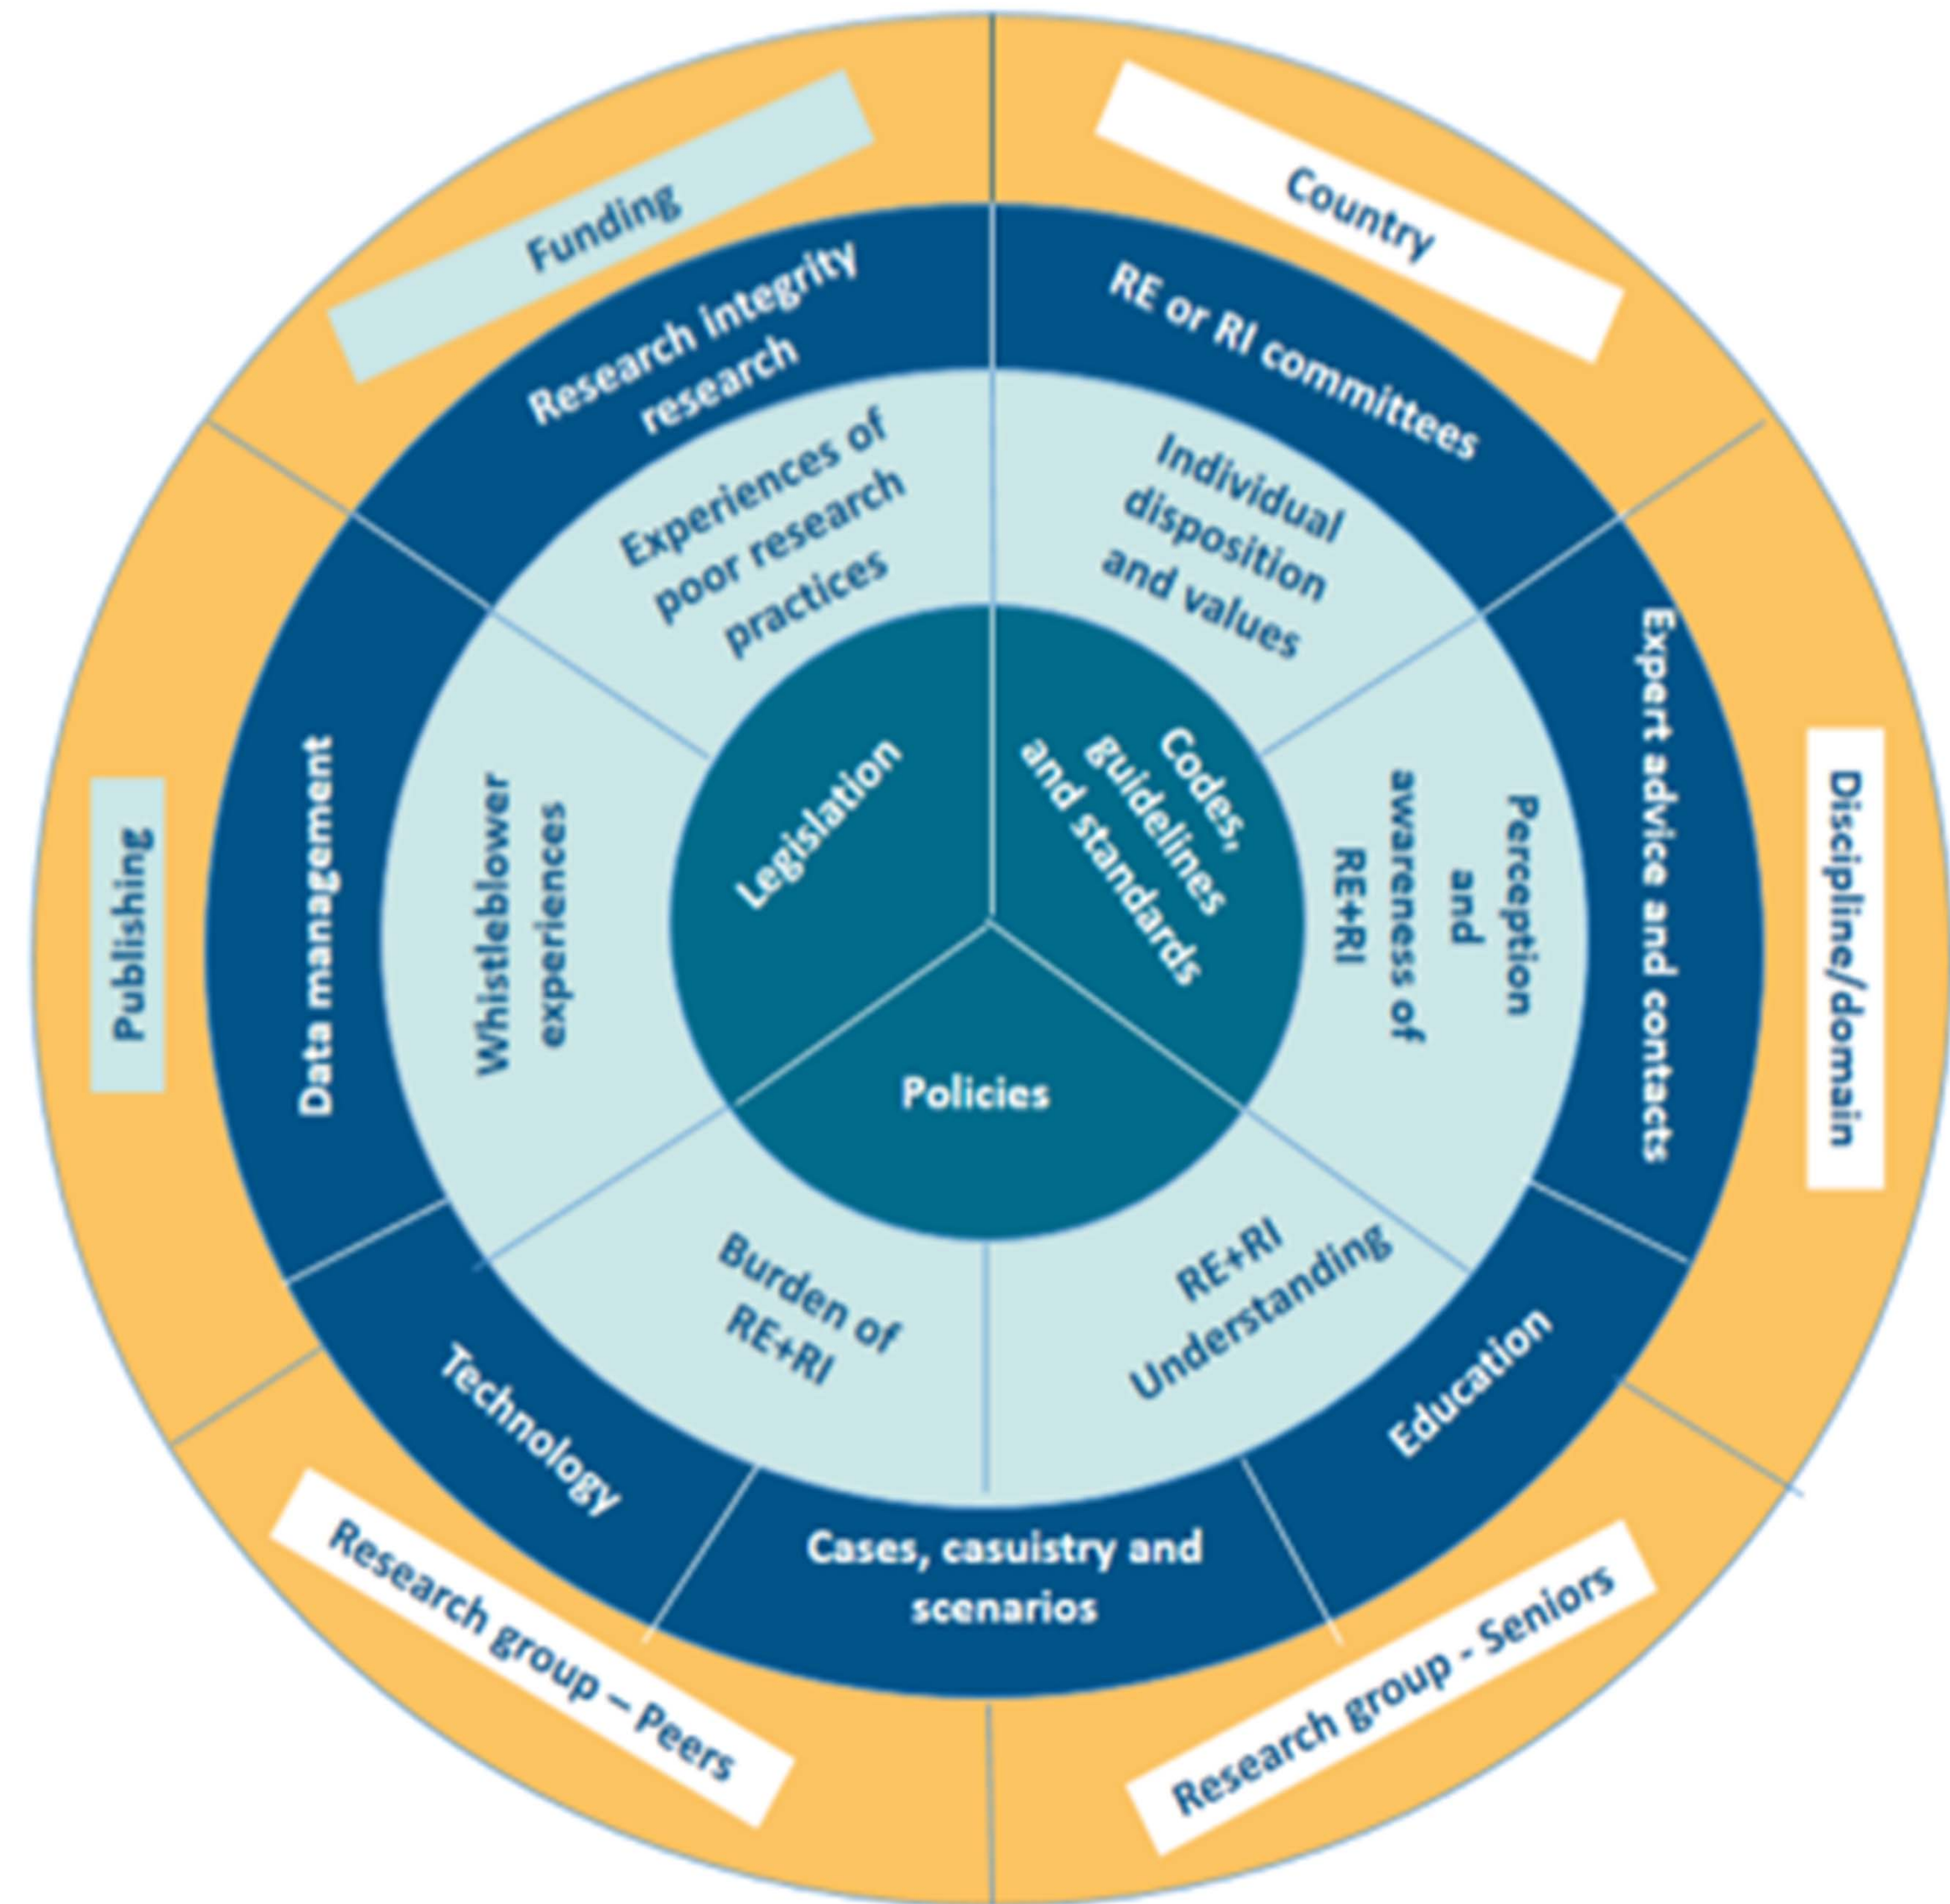 Funding
Country
Discipline/domain
Research group - Seniors
Research group – Peers
Publishing
Research integrity
research
RE or RI committees
Expert advice and contacts
Education
Cases, casuistry and
scenarios
Technology
Data management
Experiences of
poor research
practices
Individual
disposition
and values
Perception
and
awareness of
RE+RI
RE+RI
Understanding
Burden of
RE+RI
Whistleblower
experiences
Legislation
Codes,
guidelines
and standards
Policies